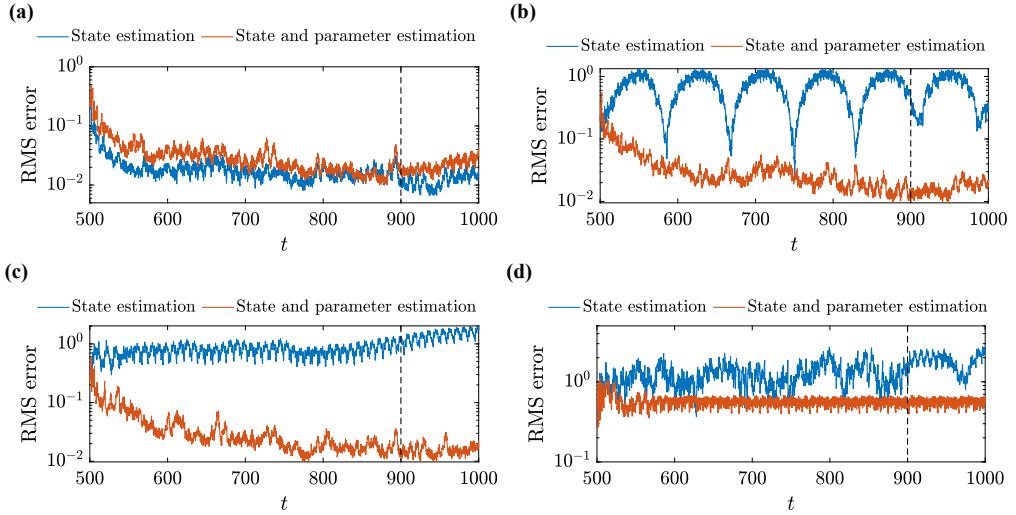 (a)
State estimation State and parameter estimation
10^0
10^-1
10^-2
RMS error
500 600 700 800 900 1000
t
(b)
State estimation State and parameter estimation
10^0
10^-1
10^-2
RMS error
500 600 700 800 900 1000
t
(c)
State estimation State and parameter estimation
10^0
10^-1
10^-2
RMS error
500 600 700 800 900 1000
t
(d)
State estimation State and parameter estimation
10^0
10^-1
RMS error
500 600 700 800 900 1000
t